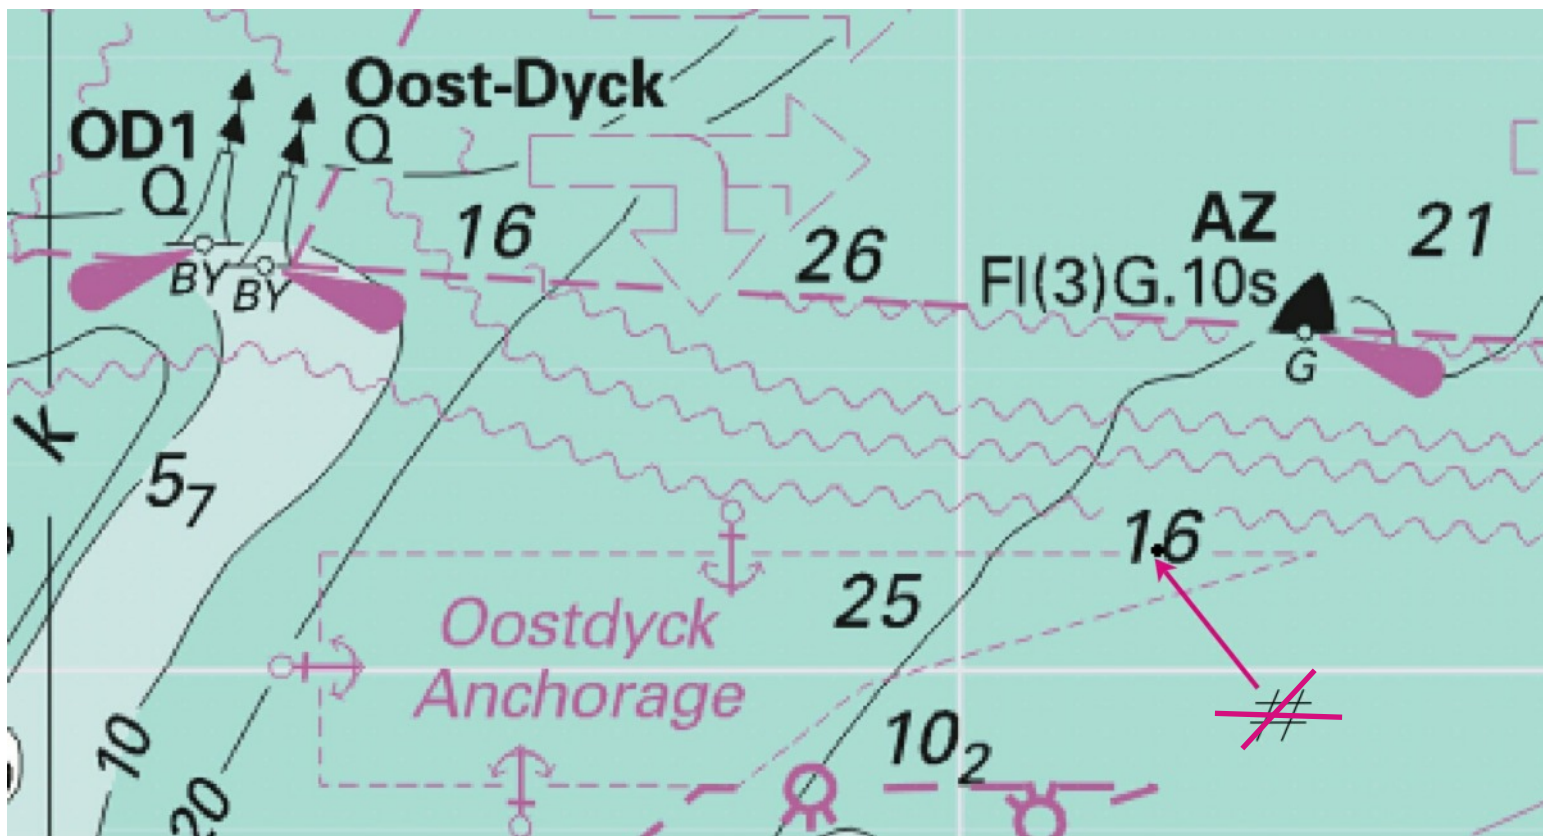 Oost-Dyck
OD1
Q
Q
AZ
21
16
26
Fl(3)G.10s
BY
BY
G
K
5₇
16
25
Oostdyck
Anchorage
10₂
10
20